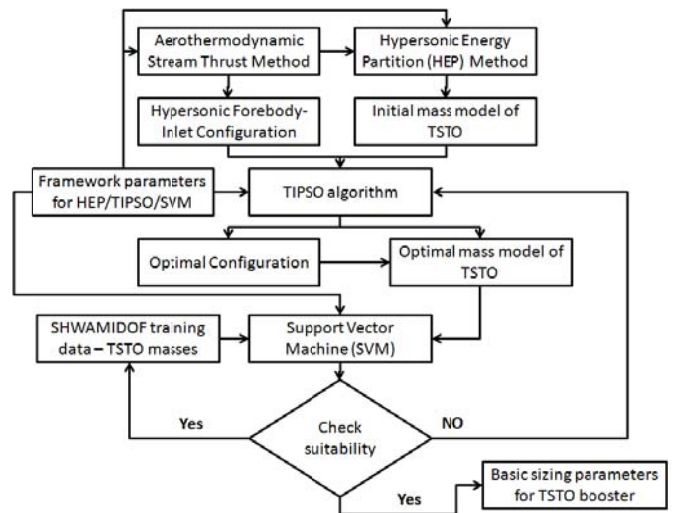 Aerothermodynamic
Stream Thrust Method
Hypersonic Energy
Partition (HEP) Method
Hypersonic Forebody-
Inlet Configuration
Initial mass model of
TSTO
Framework parameters
for HEP/TIPSO/SVM
TIPSO algorithm
Optimal Configuration
Optimal mass model of
TSTO
SHWAMIDOF training
data – TSTO masses
Support Vector
Machine (SVM)
Yes
Check
suitability
NO
Yes
Basic sizing parameters
for TSTO booster